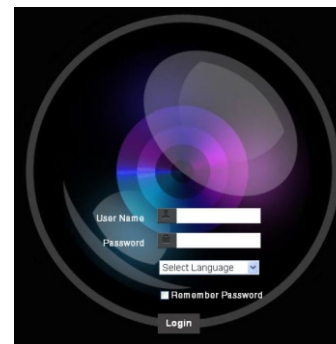 User Name
Password
Select Language
Remember Password
Login